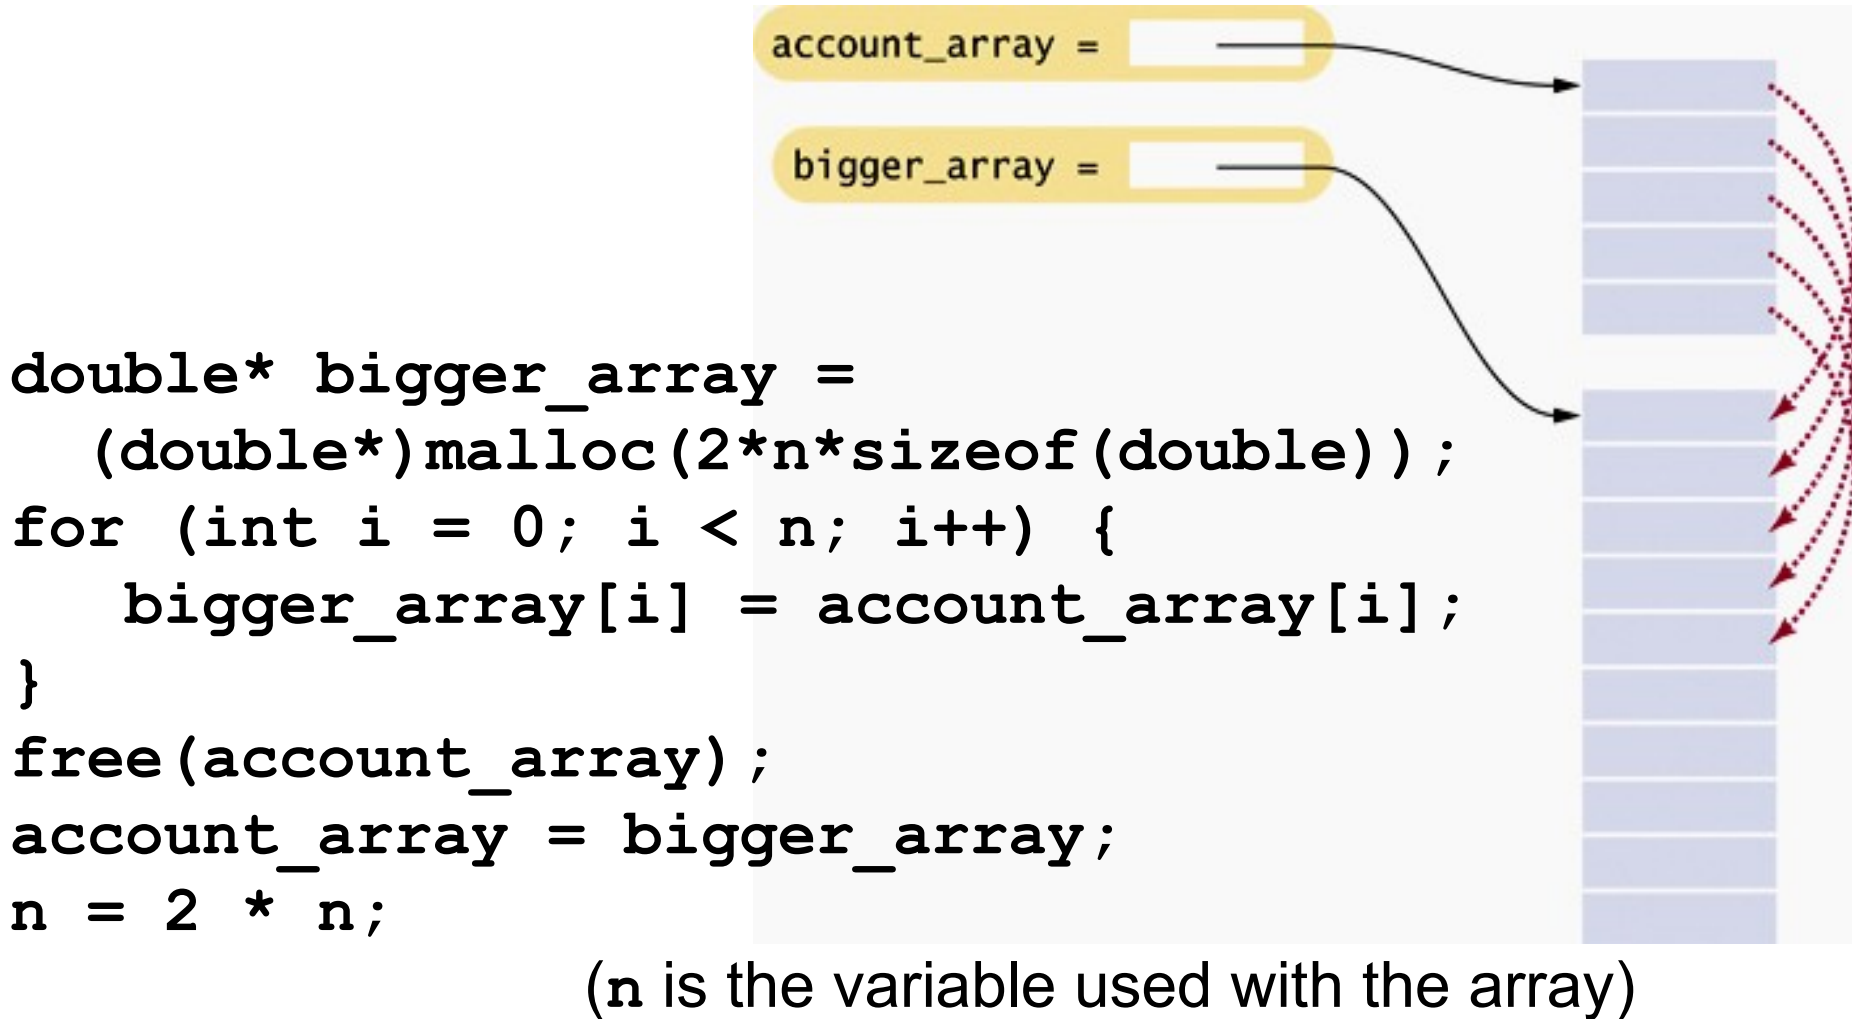 account_array =
bigger_array =
double* bigger_array =
  (double*)malloc(2*n*sizeof(double));
for (int i = 0; i < n; i++) {
   bigger_array[i] = account_array[i];
}
free(account_array);
account_array = bigger_array;
n = 2 * n;
(n is the variable used with the array)